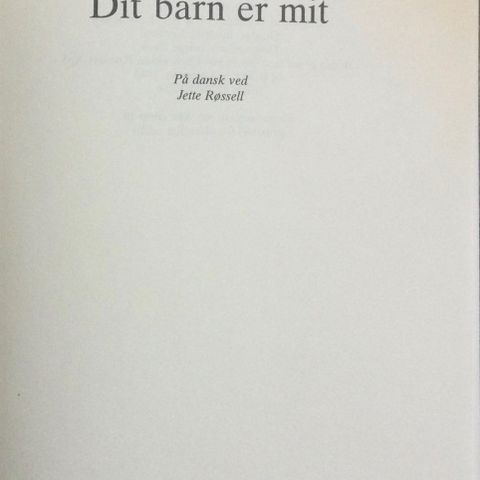 Dit barn er mit
På dansk ved
Jette Røssell